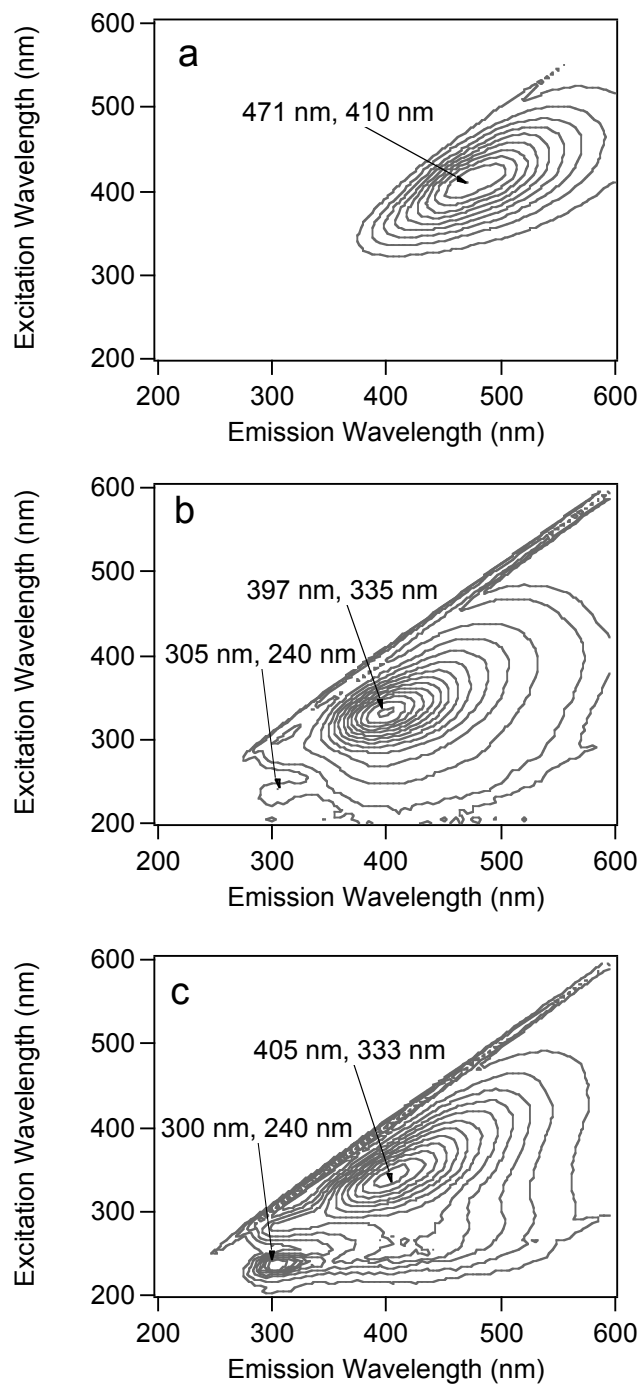 a
471 nm, 410 nm
600
500
400
300
200
Excitation Wavelength (nm)
200 300 400 500 600
Emission Wavelength (nm)
b
397 nm, 335 nm
305 nm, 240 nm
600
500
400
300
200
Excitation Wavelength (nm)
200 300 400 500 600
Emission Wavelength (nm)
c
405 nm, 333 nm
300 nm, 240 nm
600
500
400
300
200
Excitation Wavelength (nm)
200 300 400 500 600
Emission Wavelength (nm)